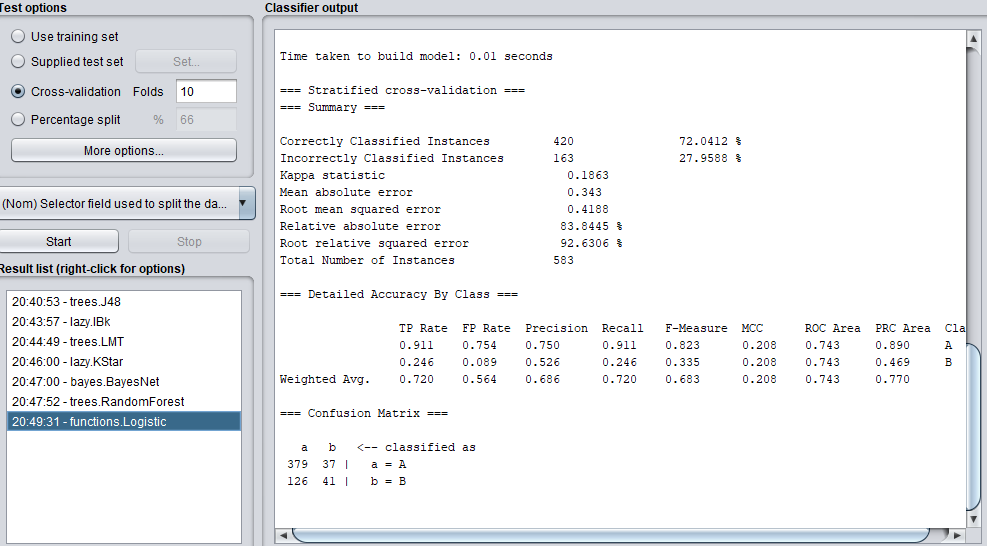 Test options
Use training set
Supplied test set Set...
Cross-validation Folds 10
Percentage split % 66
More options...
(Nom) Selector field used to split the da...
Start Stop
Result list (right-click for options)
20:40:53 - trees.J48
20:43:57 - lazy.IBk
20:44:49 - trees.LMT
20:46:00 - lazy.KStar
20:47:00 - bayes.BayesNet
20:47:52 - trees.RandomForest
20:49:31 - functions.Logistic
Classifier output
Time taken to build model: 0.01 seconds
=== Stratified cross-validation ===
=== Summary ===
Correctly Classified Instances 420 72.0412 %
Incorrectly Classified Instances 163 27.9588 %
Kappa statistic 0.1863
Mean absolute error 0.343
Root mean squared error 0.4188
Relative absolute error 83.8445 %
Root relative squared error 92.6306 %
Total Number of Instances 583
=== Detailed Accuracy By Class ===
TP Rate FP Rate Precision Recall F-Measure MCC ROC Area PRC Area Cla
0.911 0.754 0.750 0.911 0.823 0.208 0.743 0.890 A
0.246 0.089 0.526 0.246 0.335 0.208 0.743 0.469 B
Weighted Avg. 0.720 0.564 0.686 0.720 0.683 0.208 0.743 0.770
=== Confusion Matrix ===
a b <-- classified as
379 37 | a = A
126 41 | b = B